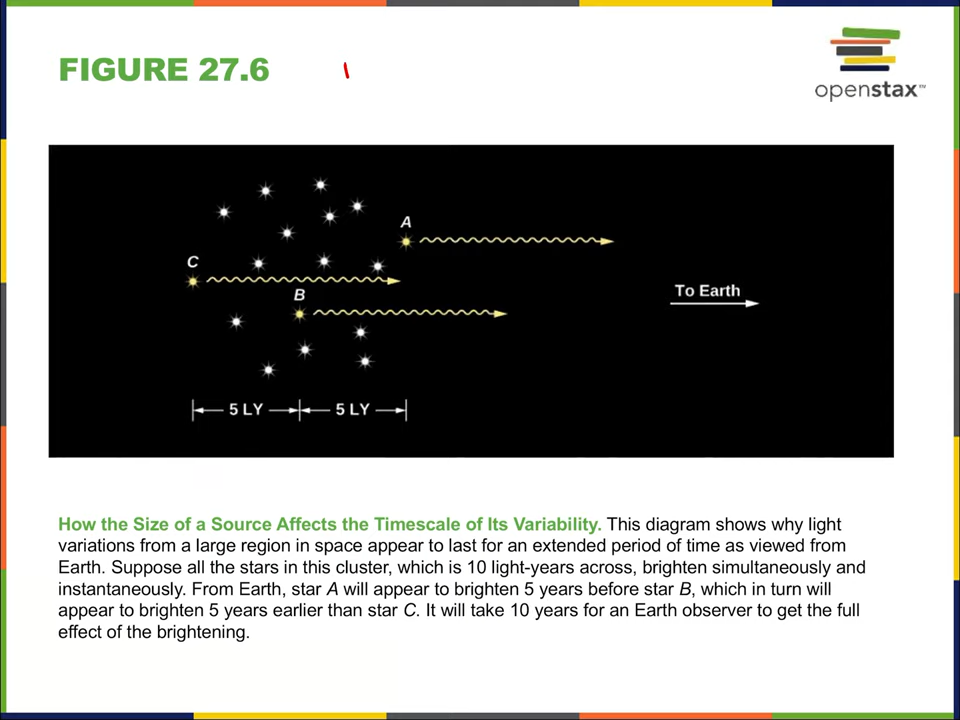 FIGURE 27.6
openstax™
A
C
B
To Earth
5 LY 5 LY
How the Size of a Source Affects the Timescale of Its Variability. This diagram shows why light
variations from a large region in space appear to last for an extended period of time as viewed from
Earth. Suppose all the stars in this cluster, which is 10 light-years across, brighten simultaneously and
instantaneously. From Earth, star A will appear to brighten 5 years before star B, which in turn will
appear to brighten 5 years earlier than star C. It will take 10 years for an Earth observer to get the full
effect of the brightening.